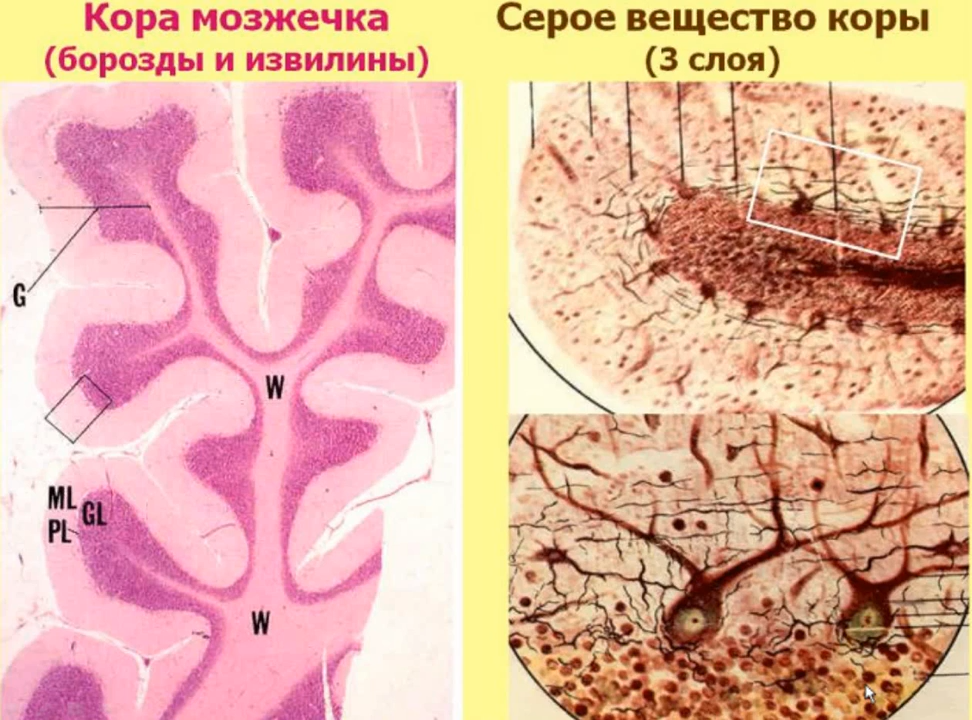 Кора мозжечка
(борозды и извилины)
Серое вещество коры
(3 слоя)
G
W
ML
GL
PL
W